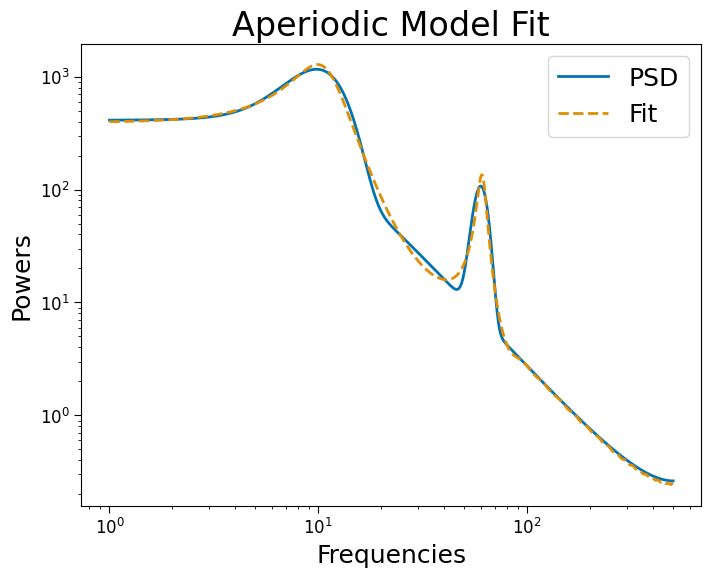 Aperiodic Model Fit
PSD
Fit
Powers
10³
10²
10¹
10⁰
10⁰ 10¹ 10²
Frequencies